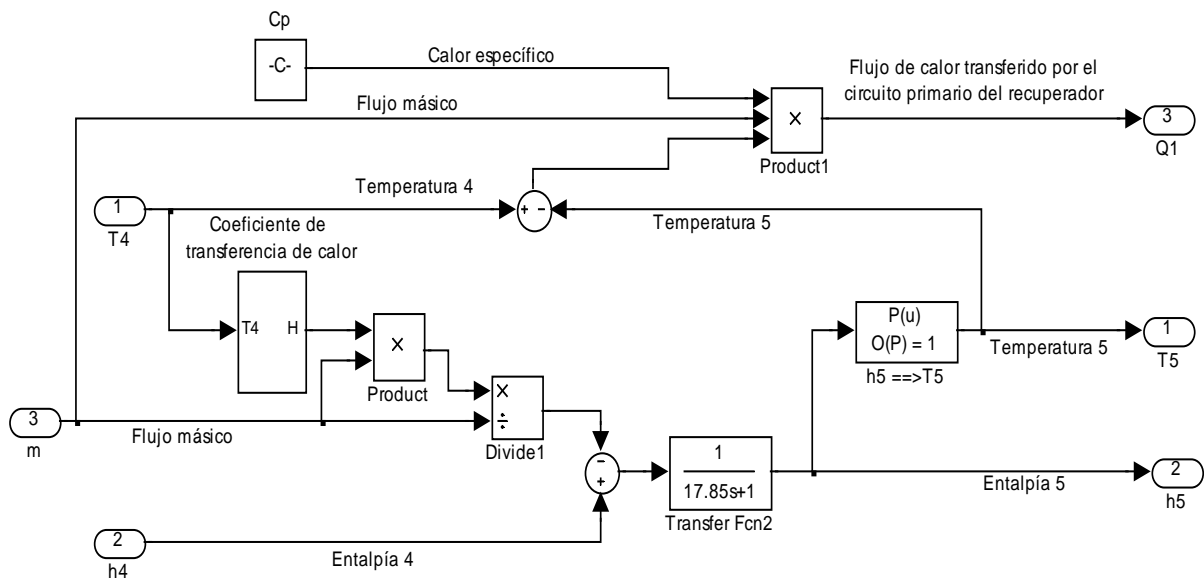 Cp
-C-
Calor específico
Flujo de calor transferido por el
circuito primario del recuperador
Flujo másico
×
Product1
3
Q1
1
T4
Temperatura 4
+ -
Temperatura 5
Coeficiente de
transferencia de calor
T4 H
×
Product
P(u)
O(P) = 1
h5 ==>T5
Temperatura 5
1
T5
3
m
Flujo másico
×
÷
Divide1
-
+
1
17.85s+1
Transfer Fcn2
Entalpía 5
2
h5
2
h4
Entalpía 4